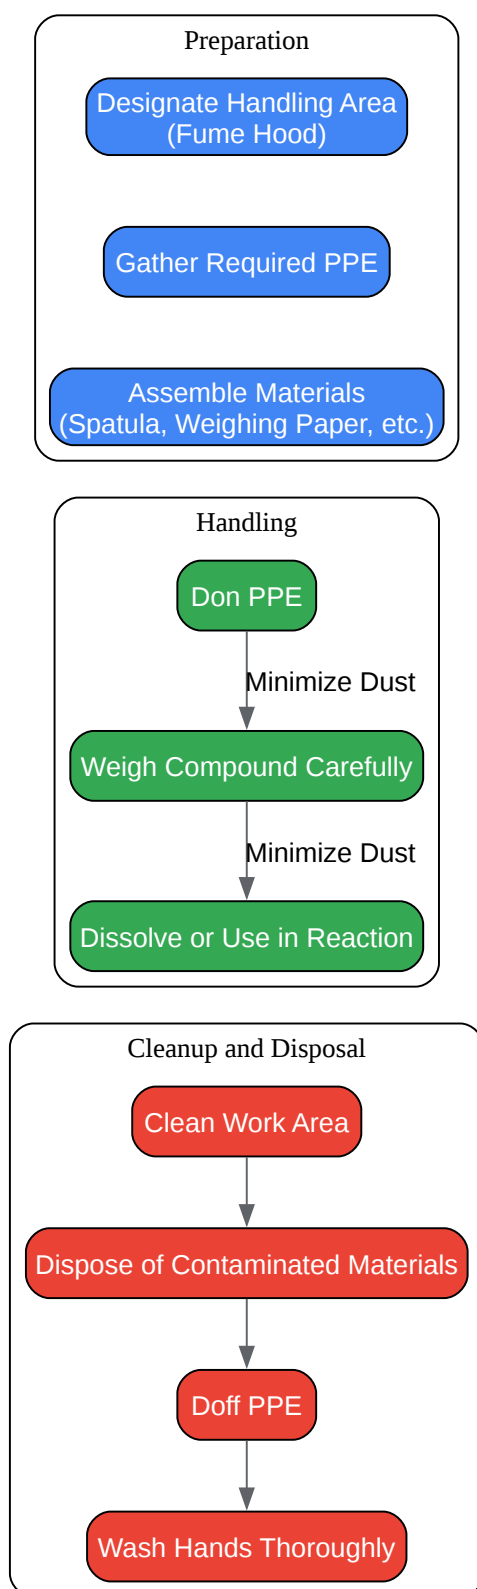 Preparation
Designate Handling Area
(Fume Hood)
Gather Required PPE
Assemble Materials
(Spatula, Weighing Paper, etc.)
Handling
Don PPE
Minimize Dust
Weigh Compound Carefully
Minimize Dust
Dissolve or Use in Reaction
Cleanup and Disposal
Clean Work Area
Dispose of Contaminated Materials
Doff PPE
Wash Hands Thoroughly